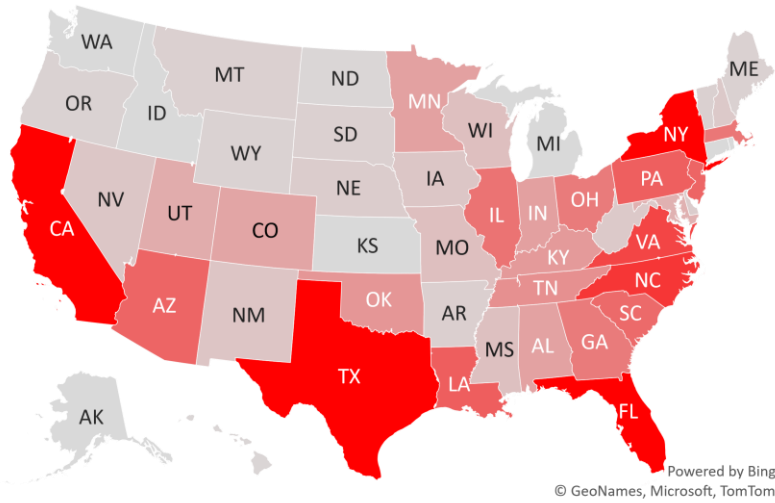 WA
MT
ND
ME
MN
OR
ID
SD
WI
MI
NY
WY
NE
IA
PA
NV
UT
CO
IL
IN
OH
CA
KS
MO
VA
KY
NC
AZ
NM
OK
TN
AR
SC
MS
AL
GA
TX
LA
AK
FL
Powered by Bing
© GeoNames, Microsoft, TomTom